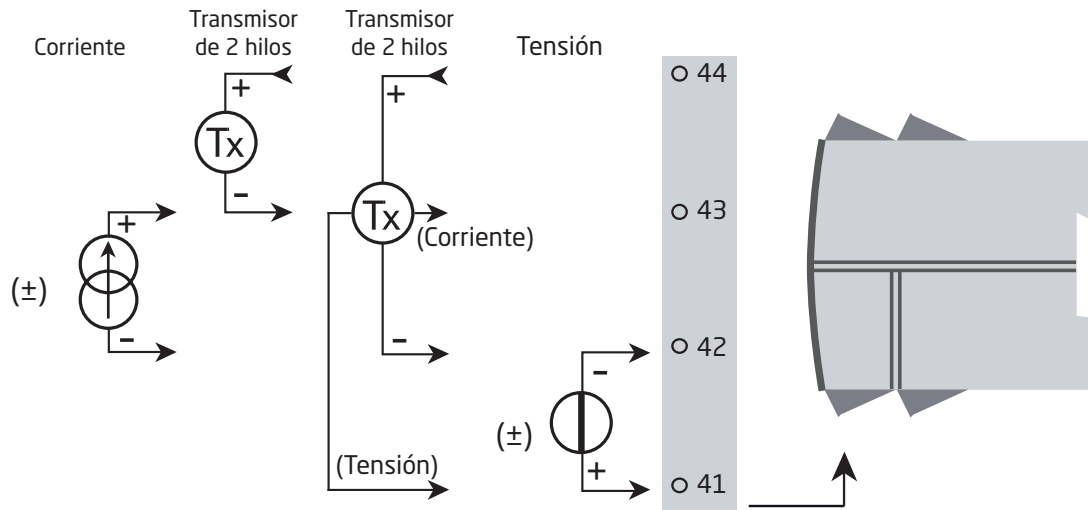 Corriente
Transmisor
de 2 hilos
Transmisor
de 2 hilos
Tensión
44
+
+
Tx
-
+
Tx
(Corriente)
43
(±)
-
-
42
-
(±)
(Tensión)
+
41